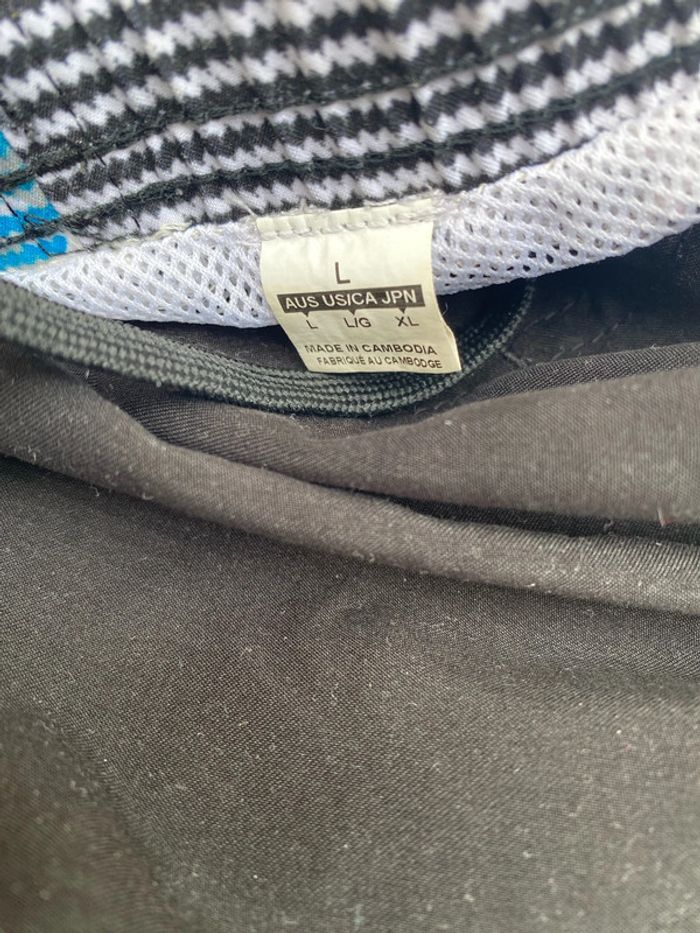 L
AUS US/CA JPN
L L/G XL
MADE IN CAMBODIA
FABRIQUÉ AU CAMBODGE